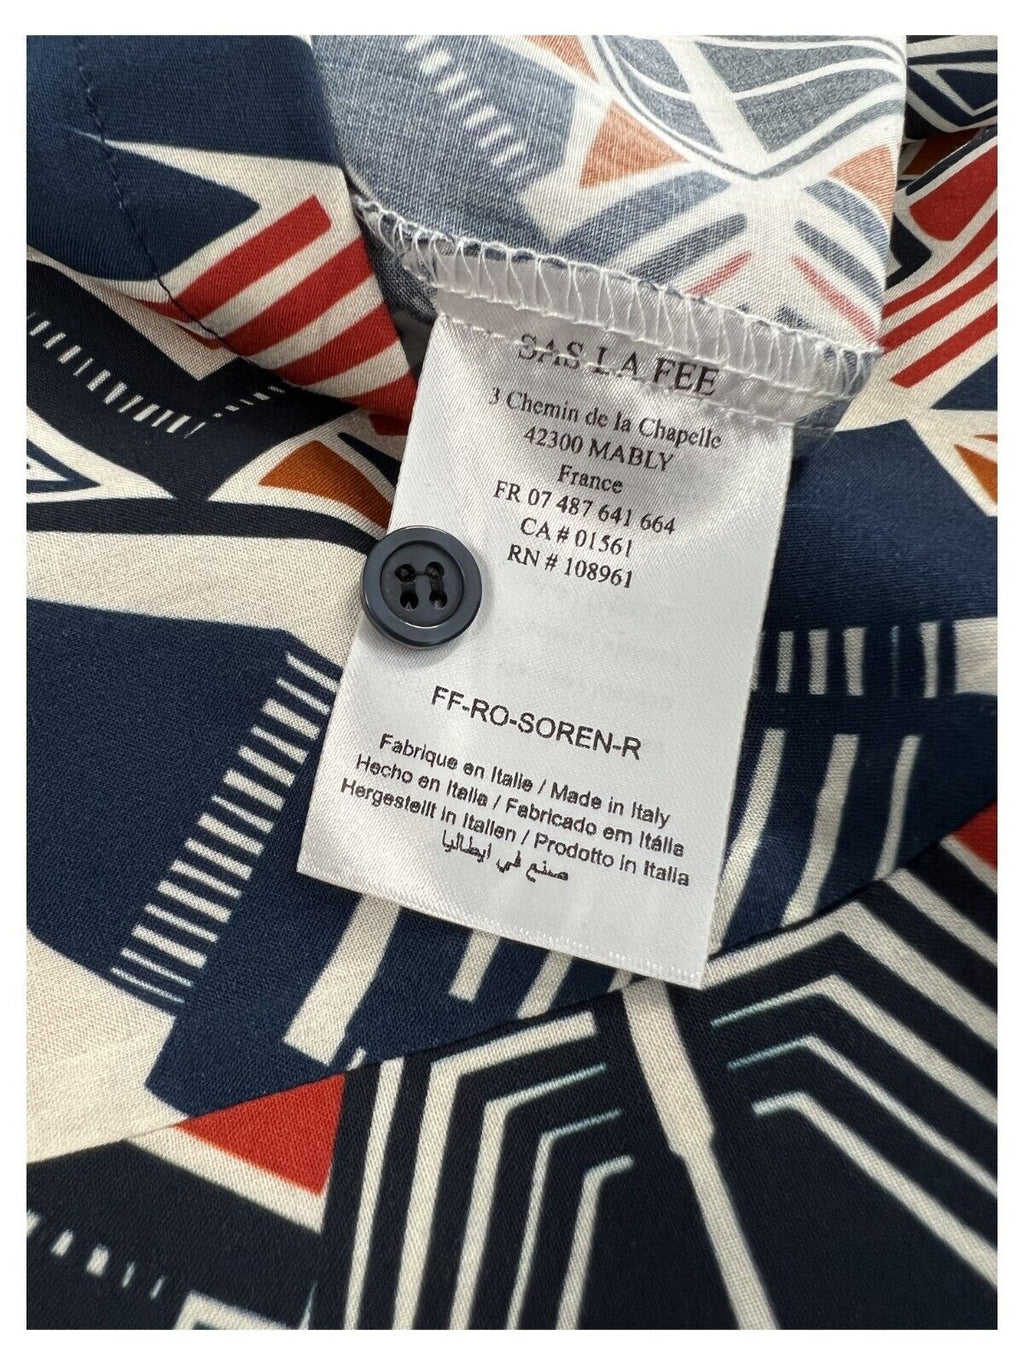 SAS LA FEE
3 Chemin de la Chapelle
42300 MABLY
France
FR 07 487 641 664
CA # 01561
RN # 108961
FF-RO-SOREN-R
Fabrique en Italie / Made in Italy
Hecho en Italia / Fabricado em Itália
Hergestellt in Italien / Prodotto in Italia
صنع في ايطاليا